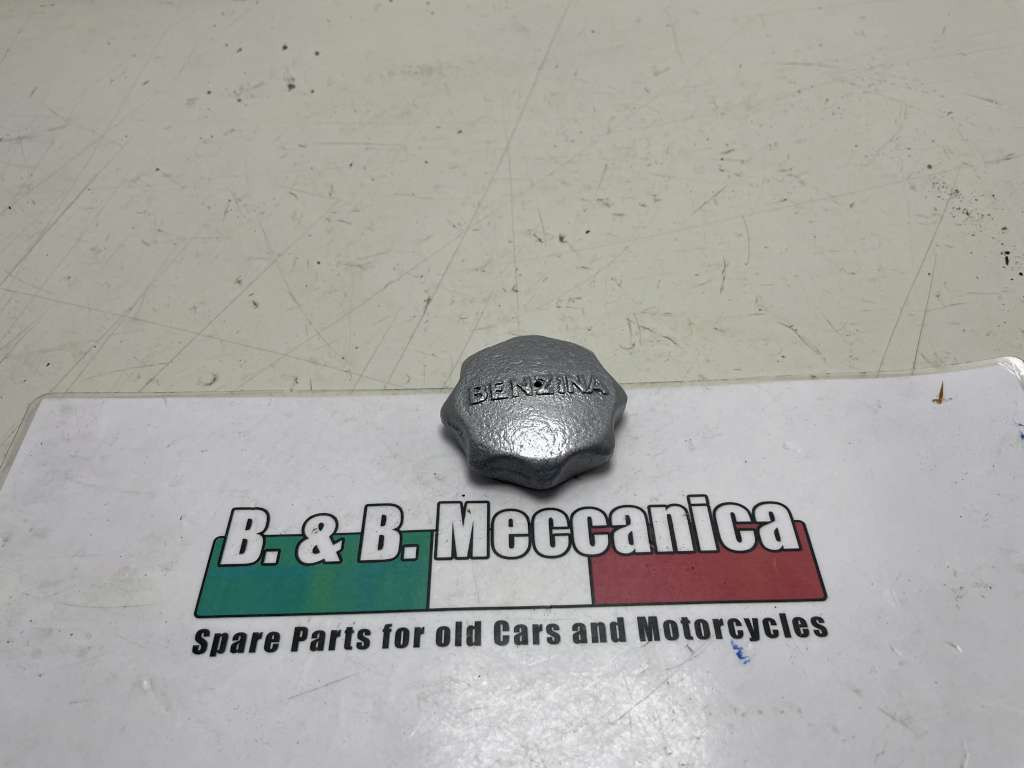 BENZINA
B. & B. Meccanica
Spare Parts for old Cars and Motorcycles